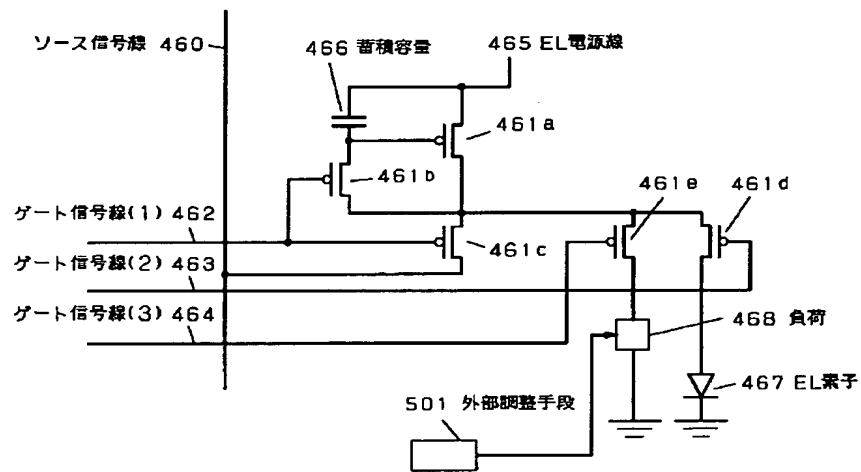 ソース信号線 460
466 蓄積容量
465 EL電源線
461a
461b
461e
461d
ゲート信号線(1) 462
461c
ゲート信号線(2) 463
ゲート信号線(3) 464
468 負荷
467 EL素子
501 外部調整手段